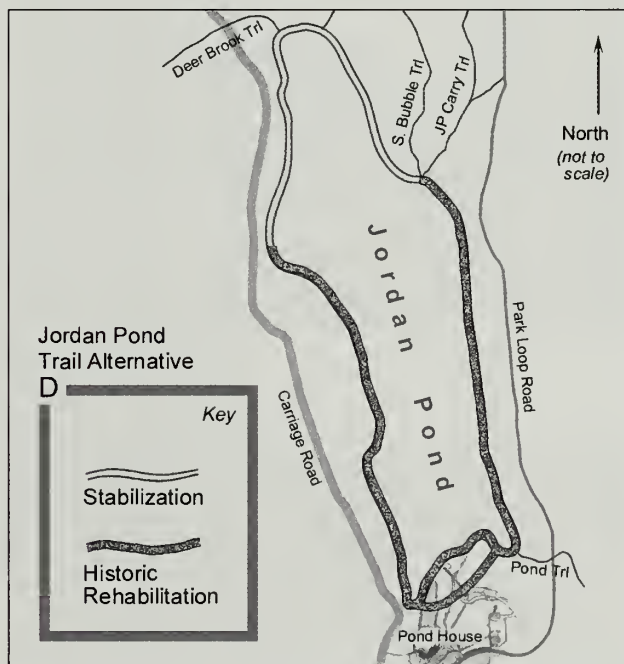 Deer Brook Trl
S. Bubble Trl
JP Carry Trl
North
(not to
scale)
Jordan Pond
Park Loop Road
Carriage Road
Jordan Pond
Trail Alternative
D
Key
Stabilization
Historic
Rehabilitation
Pond Trl
Pond House